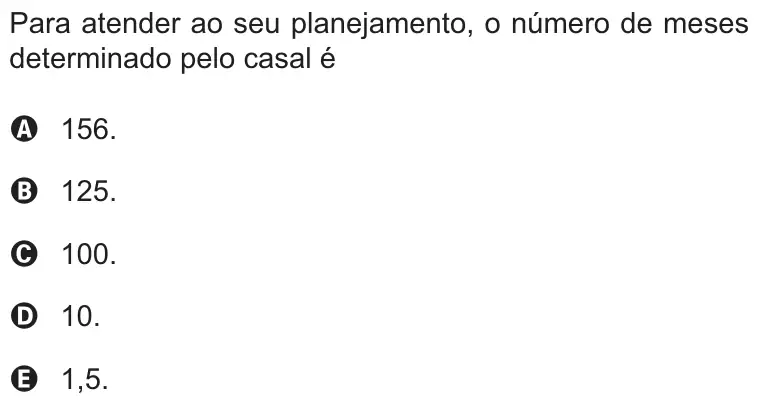 Para atender ao seu planejamento, o número de meses
determinado pelo casal é
A 156.
B 125.
C 100.
D 10.
E 1,5.